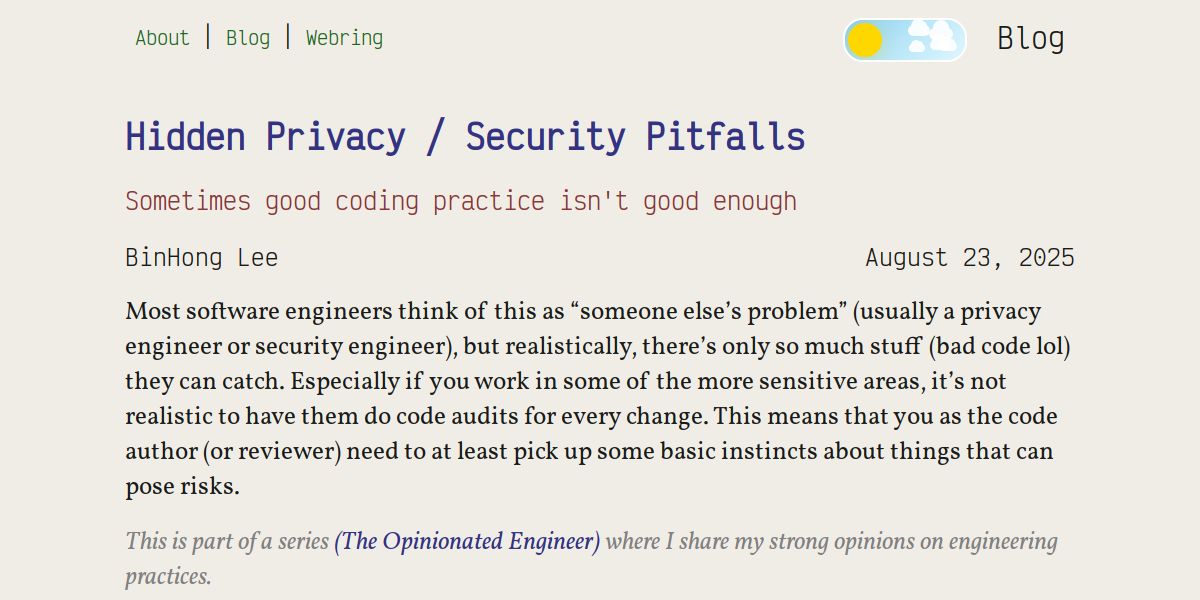 About | Blog | Webring
Blog
Hidden Privacy / Security Pitfalls
Sometimes good coding practice isn't good enough
BinHong Lee
August 23, 2025
Most software engineers think of this as “someone else’s problem” (usually a privacy
engineer or security engineer), but realistically, there’s only so much stuff (bad code lol)
they can catch. Especially if you work in some of the more sensitive areas, it’s not
realistic to have them do code audits for every change. This means that you as the code
author (or reviewer) need to at least pick up some basic instincts about things that can
pose risks.
This is part of a series (The Opinionated Engineer) where I share my strong opinions on engineering
practices.